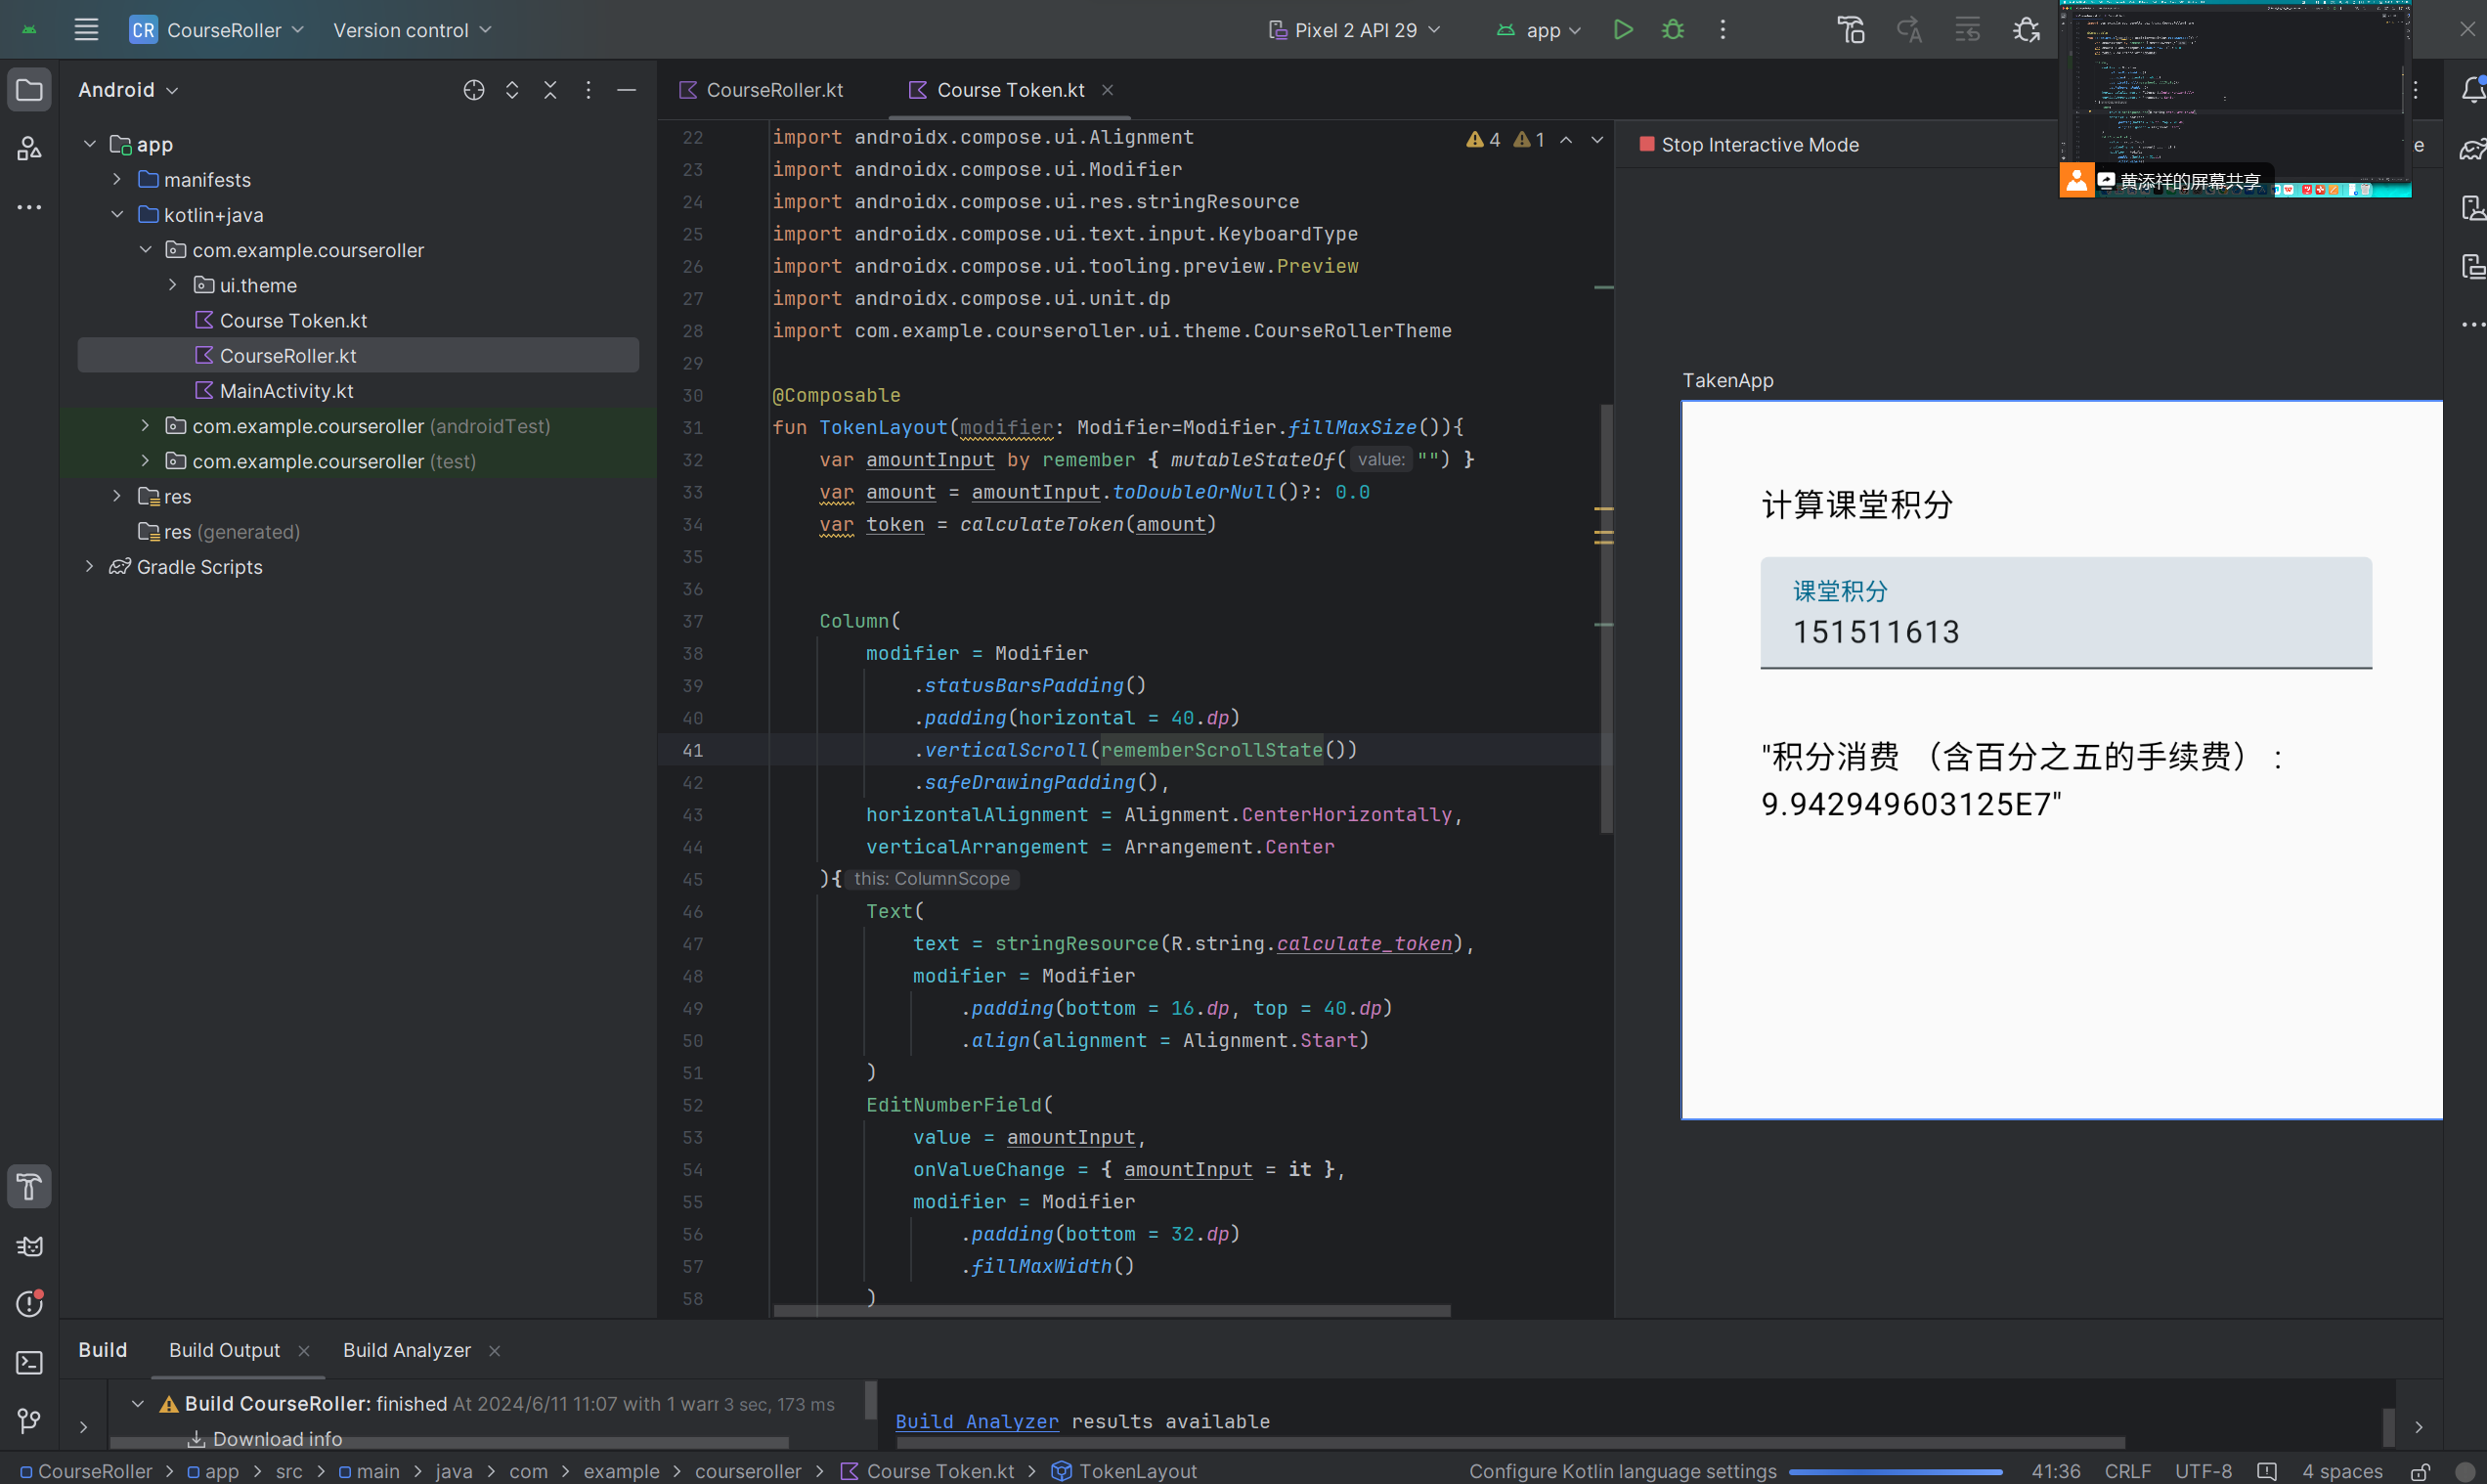 CR CourseRoller Version control Pixel 2 API 29 app
Android
app
manifests
kotlin+java
com.example.courseroller
ui.theme
Course Token.kt
CourseRoller.kt
MainActivity.kt
com.example.courseroller (androidTest)
com.example.courseroller (test)
res
res (generated)
Gradle Scripts
CourseRoller.kt Course Token.kt
4 1
22 import androidx.compose.ui.Alignment
23 import androidx.compose.ui.Modifier
24 import androidx.compose.ui.res.stringResource
25 import androidx.compose.ui.text.input.KeyboardType
26 import androidx.compose.ui.tooling.preview.Preview
27 import androidx.compose.ui.unit.dp
28 import com.example.courseroller.ui.theme.CourseRollerTheme
29
30 @Composable
31 fun TokenLayout(modifier: Modifier=Modifier.fillMaxSize()){
32 var amountInput by remember { mutableStateOf( value: "") }
33 var amount = amountInput.toDoubleOrNull()?: 0.0
34 var token = calculateToken(amount)
35
36
37 Column(
38 modifier = Modifier
39 .statusBarsPadding()
40 .padding(horizontal = 40.dp)
41 .verticalScroll(rememberScrollState())
42 .safeDrawingPadding(),
43 horizontalAlignment = Alignment.CenterHorizontally,
44 verticalArrangement = Arrangement.Center
45 ){ this: ColumnScope
46 Text(
47 text = stringResource(R.string.calculate_token),
48 modifier = Modifier
49 .padding(bottom = 16.dp, top = 40.dp)
50 .align(alignment = Alignment.Start)
51 )
52 EditNumberField(
53 value = amountInput,
54 onValueChange = { amountInput = it },
55 modifier = Modifier
56 .padding(bottom = 32.dp)
57 .fillMaxWidth()
58 )
Stop Interactive Mode
e
黄添祥的屏幕共享
TakenApp
计算课堂积分
课堂积分
151511613
"积分消费 （含百分之五的手续费）：
9.942949603125E7"
Build Build Output Build Analyzer
Build CourseRoller: finished At 2024/6/11 11:07 with 1 warr 3 sec, 173 ms
Download info
Build Analyzer results available
CourseRoller > app > src > main > java > com > example > courseroller > Course Token.kt > TokenLayout
Configure Kotlin language settings 41:36 CRLF UTF-8 4 spaces